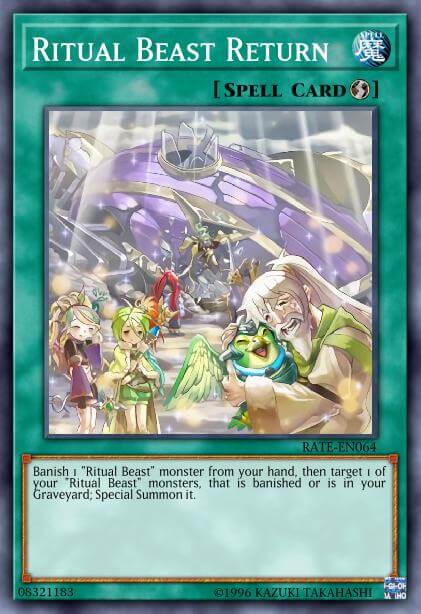 Ritual Beast Return
[Spell Card]
RATE-EN064
Banish 1 "Ritual Beast" monster from your hand, then target 1 of
your "Ritual Beast" monsters, that is banished or is in your
Graveyard; Special Summon it.
08321183
©1996 KAZUKI TAKAHASHI